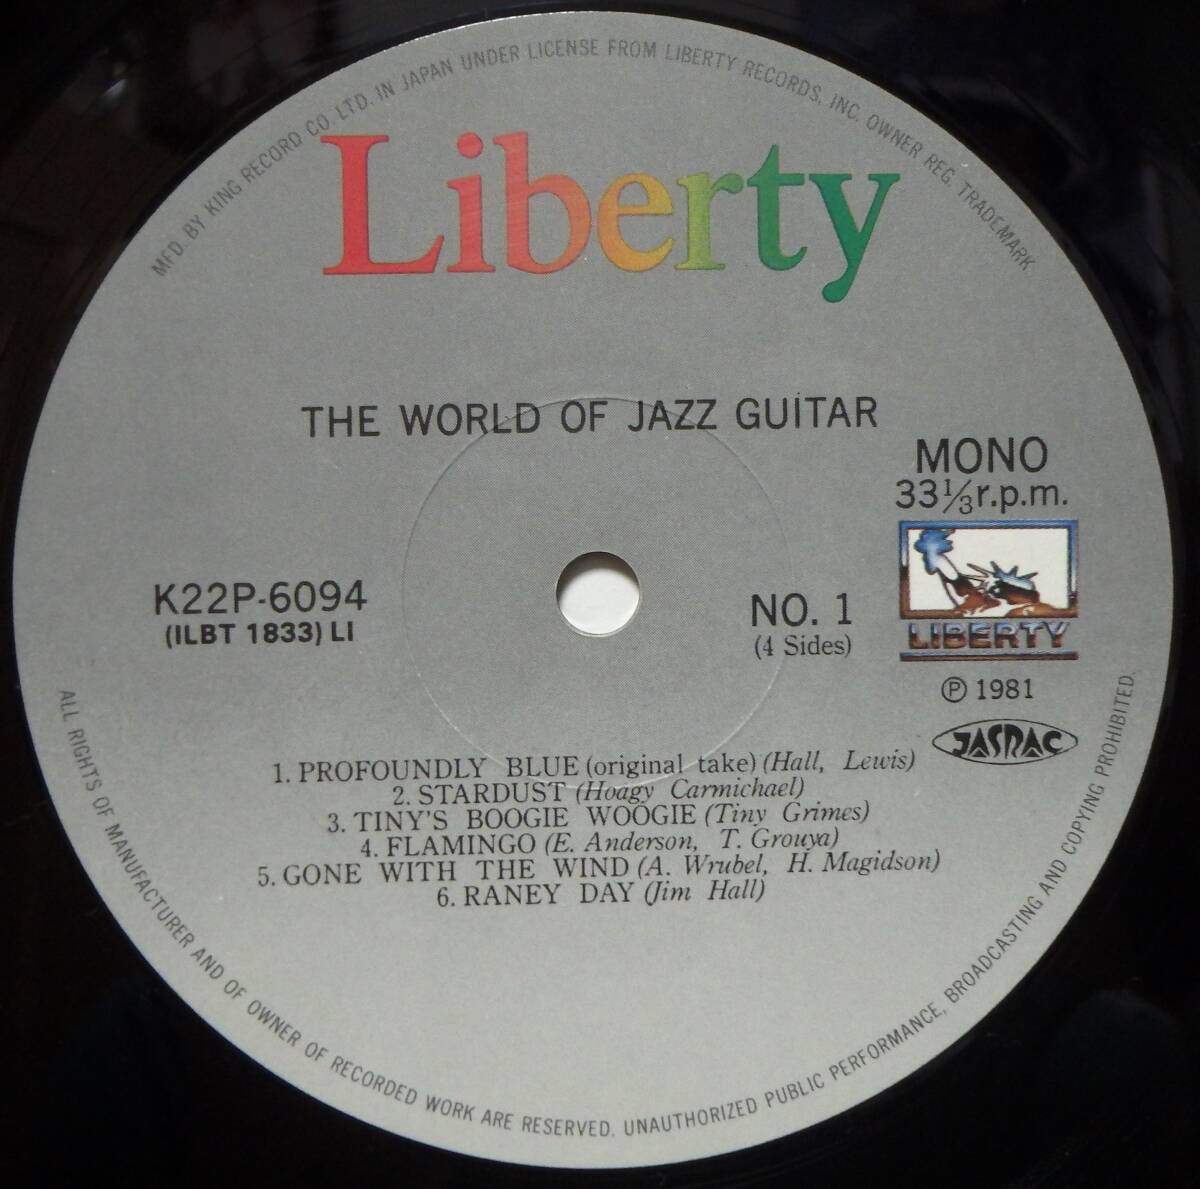 MFD. BY KING RECORD CO. LTD. IN JAPAN UNDER LICENSE FROM LIBERTY RECORDS, INC. OWNER REG. TRADEMARK
Liberty
THE WORLD OF JAZZ GUITAR
MONO
33⅓r.p.m.
K22P-6094
(ILBT 1833) LI
NO. 1
(4 Sides)
LIBERTY
Ⓟ 1981
JASRAC
1. PROFOUNDLY BLUE (original take) (Hall, Lewis)
2. STARDUST (Hoagy Carmichael)
3. TINY'S BOOGIE WOOGIE (Tiny Grimes)
4. FLAMINGO (E. Anderson, T. Grouya)
5. GONE WITH THE WIND (A. Wrubel, H. Magidson)
6. RANEY DAY (Jim Hall)
ALL RIGHTS OF MANUFACTURER AND OF OWNER OF RECORDED WORK ARE RESERVED. UNAUTHORIZED PUBLIC PERFORMANCE, BROADCASTING AND COPYING PROHIBITED.